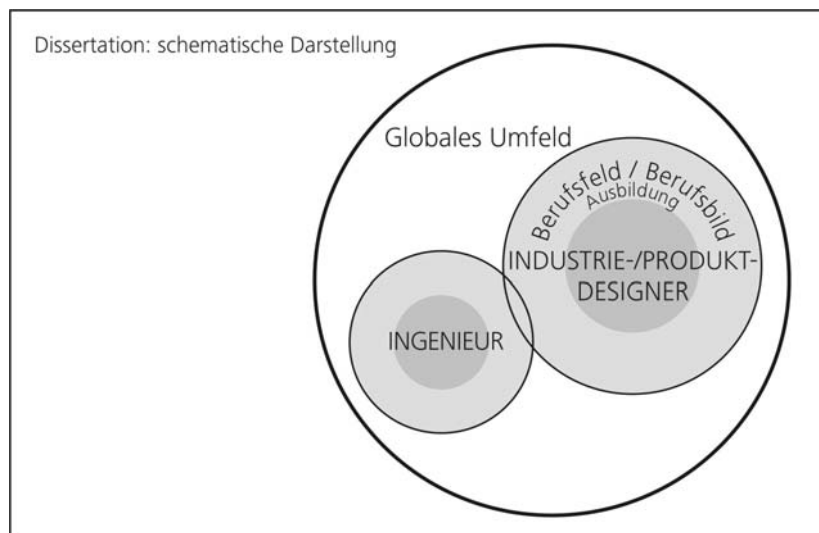 Dissertation: schematische Darstellung
Globales Umfeld
Berufsfeld / Berufsbild
Ausbildung
INDUSTRIE-/PRODUKT-
DESIGNER
INGENIEUR